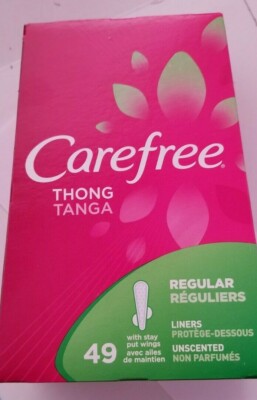 Carefree®
THONG
TANGA
REGULAR
RÉGULIERS
LINERS
PROTÈGE-DESSOUS
UNSCENTED
NON PARFUMÉS
49
with stay
put wings
avec ailes
de maintien